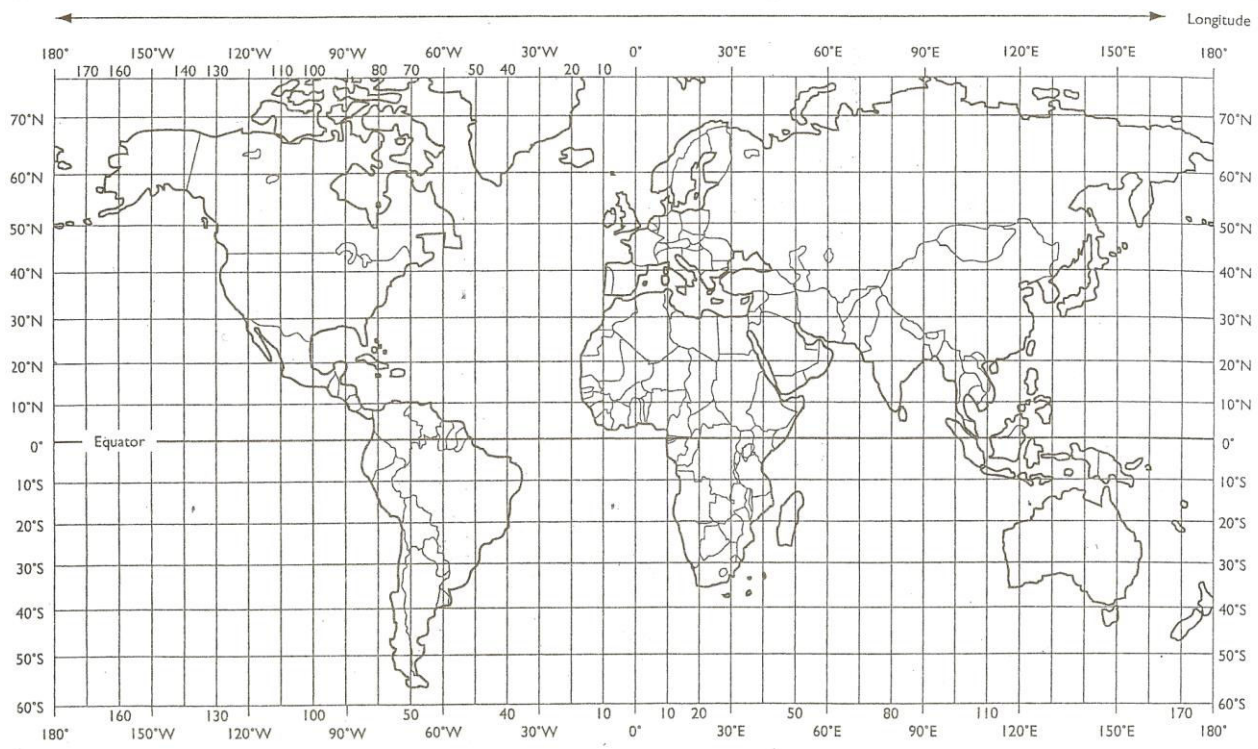 Longitude
180° 150°W 120°W 90°W 60°W 30°W 0° 30°E 60°E 90°E 120°E 150°E 180°
170 160 140 130 110 100 80 70 50 40 20 10
70°N 70°N
60°N 60°N
50°N 50°N
40°N 40°N
30°N 30°N
20°N 20°N
10°N 10°N
0° Equator 0°
10°S 10°S
20°S 20°S
30°S 30°S
40°S 40°S
50°S 50°S
60°S 60°S
160 130 100 50 40 10 10 20 50 80 110 170
180° 150°W 120°W 90°W 60°W 30°W 0° 30°E 60°E 90°E 120°E 150°E 180°